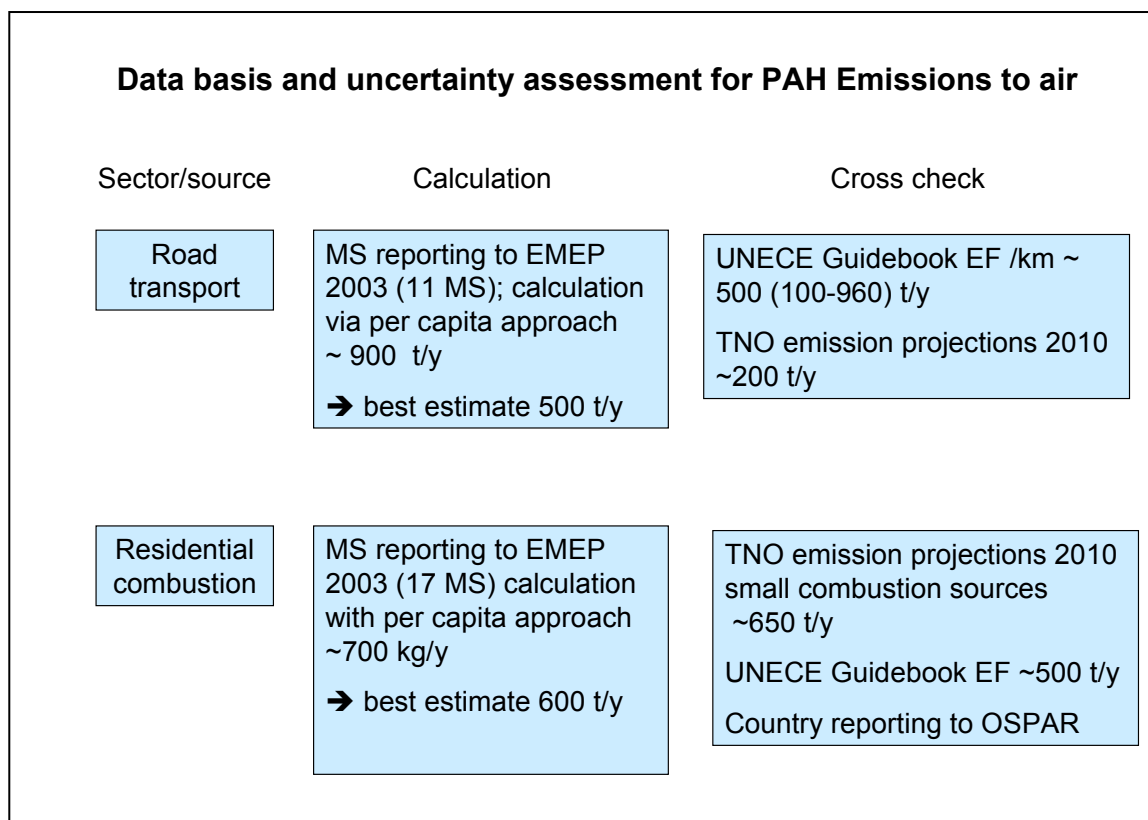 Data basis and uncertainty assessment for PAH Emissions to air
Sector/source
Calculation
Cross check
Road
transport
MS reporting to EMEP
2003 (11 MS); calculation
via per capita approach
~ 900 t/y
➔ best estimate 500 t/y
UNECE Guidebook EF /km ~
500 (100-960) t/y
TNO emission projections 2010
~200 t/y
Residential
combustion
MS reporting to EMEP
2003 (17 MS) calculation
with per capita approach
~700 kg/y
➔ best estimate 600 t/y
TNO emission projections 2010
small combustion sources
~650 t/y
UNECE Guidebook EF ~500 t/y
Country reporting to OSPAR